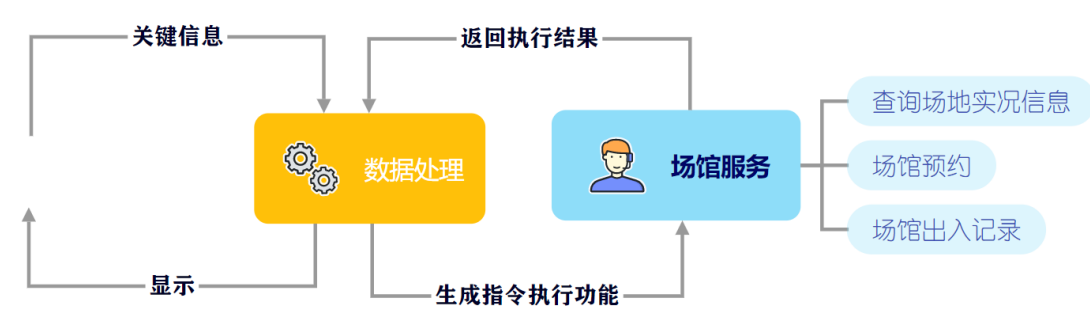 关键信息
返回执行结果
数据处理
场馆服务
查询场地实况信息
场馆预约
场馆出入记录
显示
生成指令执行功能